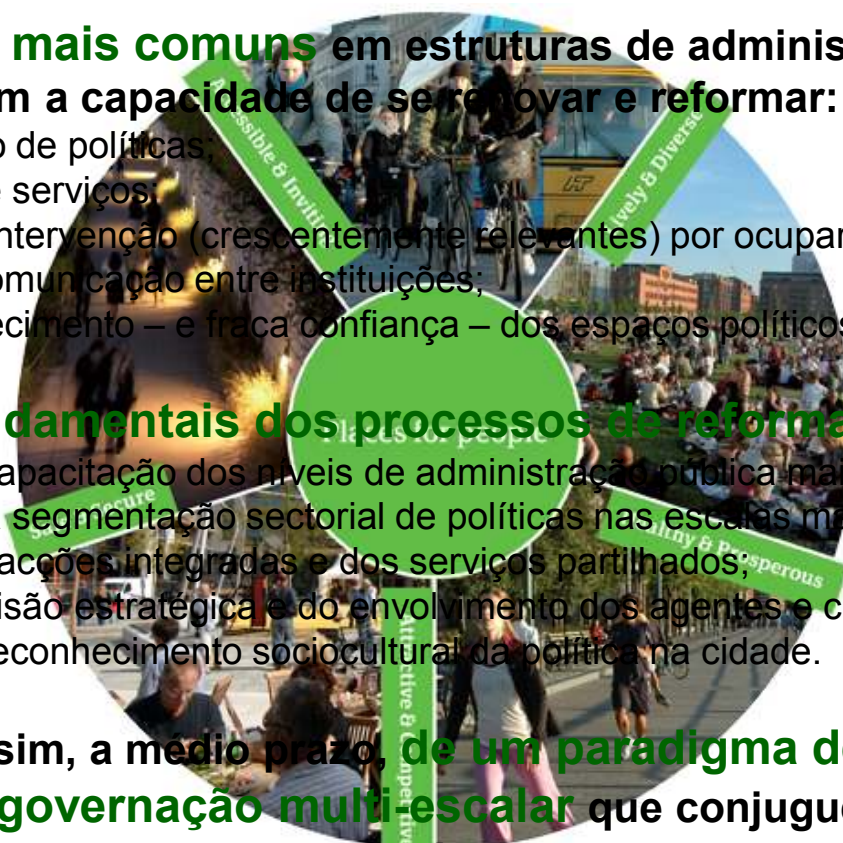 mais comuns em estruturas de adminis
m a capacidade de se renovar e reformar:
o de políticas;
e serviços;
ntervenção (crescentemente relevantes) por ocupar
omunicação entre instituições;
ecimento – e fraca confiança – dos espaços políticos
damentais dos processos de reforma
apacitação dos níveis de administração pública mai
segmentação sectorial de políticas nas escalas ma
acções integradas e dos serviços partilhados;
isão estratégica e do envolvimento dos agentes e c
econhecimento sociocultural da política na cidade.
sim, a médio prazo, de um paradigma de
governação multi-escalar que conjugue
Accessible & Inviting
Lively & Diverse
Places for people
Safe & Secure
Healthy & Prosperous
Attractive & Competitive